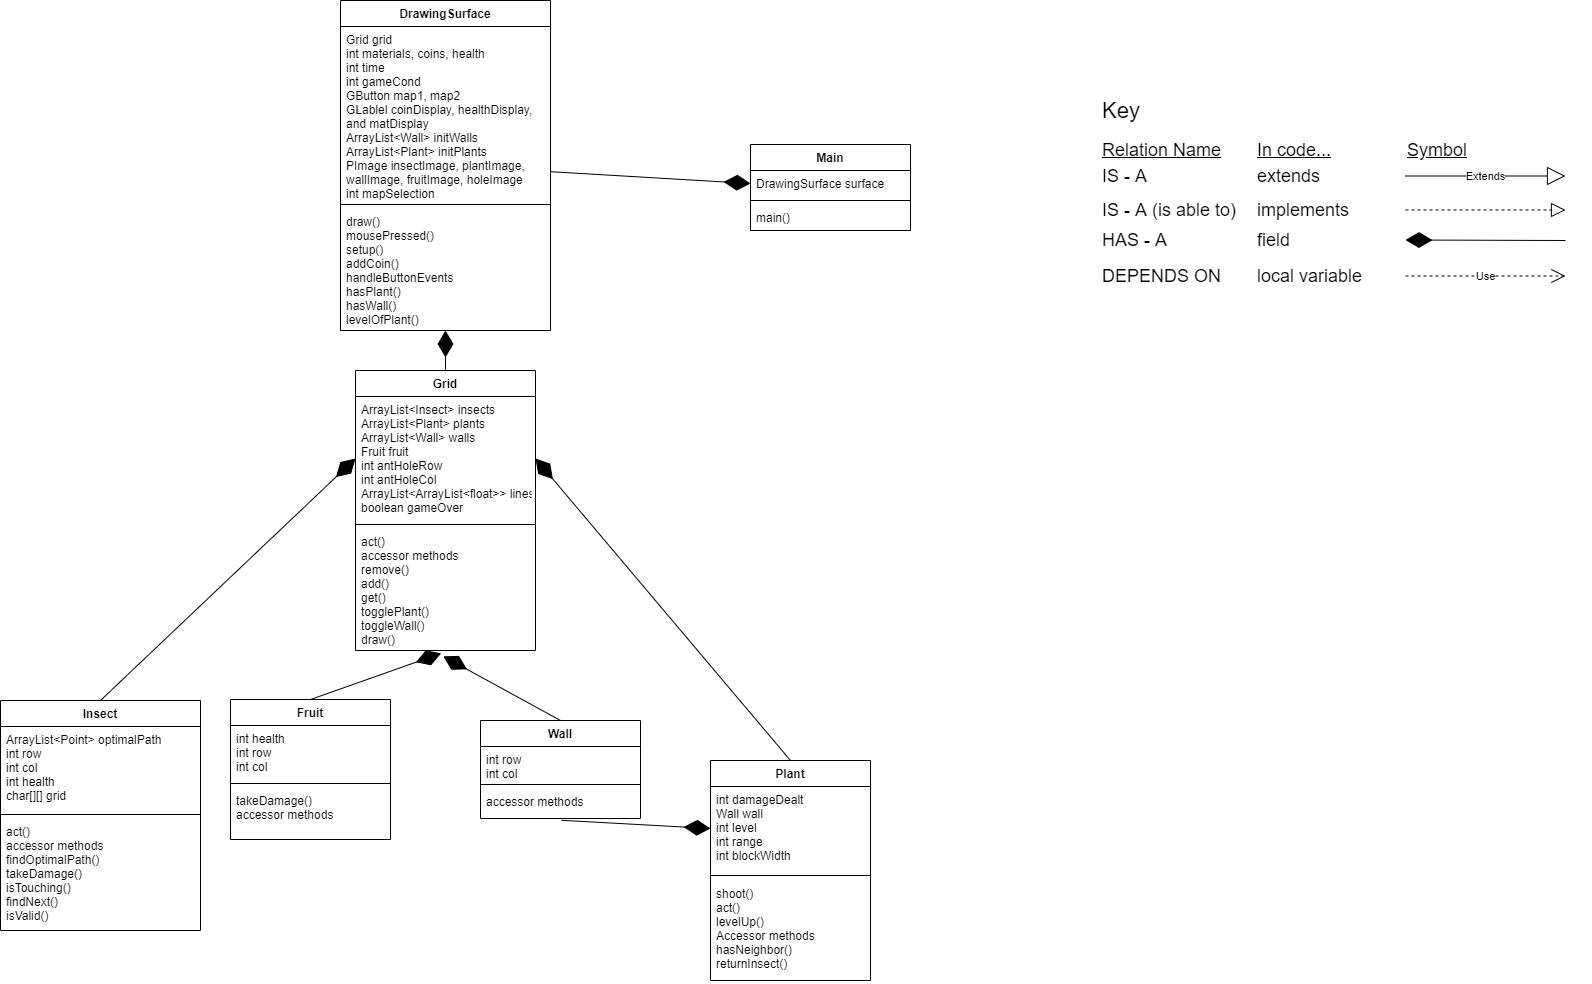 DrawingSurface
Grid grid
int materials, coins, health
int time
int gameCond
GButton map1, map2
GLablel coinDisplay, healthDisplay,
and matDisplay
ArrayList<Wall> initWalls
ArrayList<Plant> initPlants
PImage insectImage, plantImage,
wallImage, fruitImage, holeImage
int mapSelection
draw()
mousePressed()
setup()
addCoin()
handleButtonEvents
hasPlant()
hasWall()
levelOfPlant()
Main
DrawingSurface surface
main()
Key
Relation Name In code... Symbol
IS - A extends Extends
IS - A (is able to) implements
HAS - A field
DEPENDS ON local variable Use
Grid
ArrayList<Insect> insects
ArrayList<Plant> plants
ArrayList<Wall> walls
Fruit fruit
int antHoleRow
int antHoleCol
ArrayList<ArrayList<float>> lines
boolean gameOver
act()
accessor methods
remove()
add()
get()
togglePlant()
toggleWall()
draw()
Insect
ArrayList<Point> optimalPath
int row
int col
int health
char[][] grid
act()
accessor methods
findOptimalPath()
takeDamage()
isTouching()
findNext()
isValid()
Fruit
int health
int row
int col
takeDamage()
accessor methods
Wall
int row
int col
accessor methods
Plant
int damageDealt
Wall wall
int level
int range
int blockWidth
shoot()
act()
levelUp()
Accessor methods
hasNeighbor()
returnInsect()